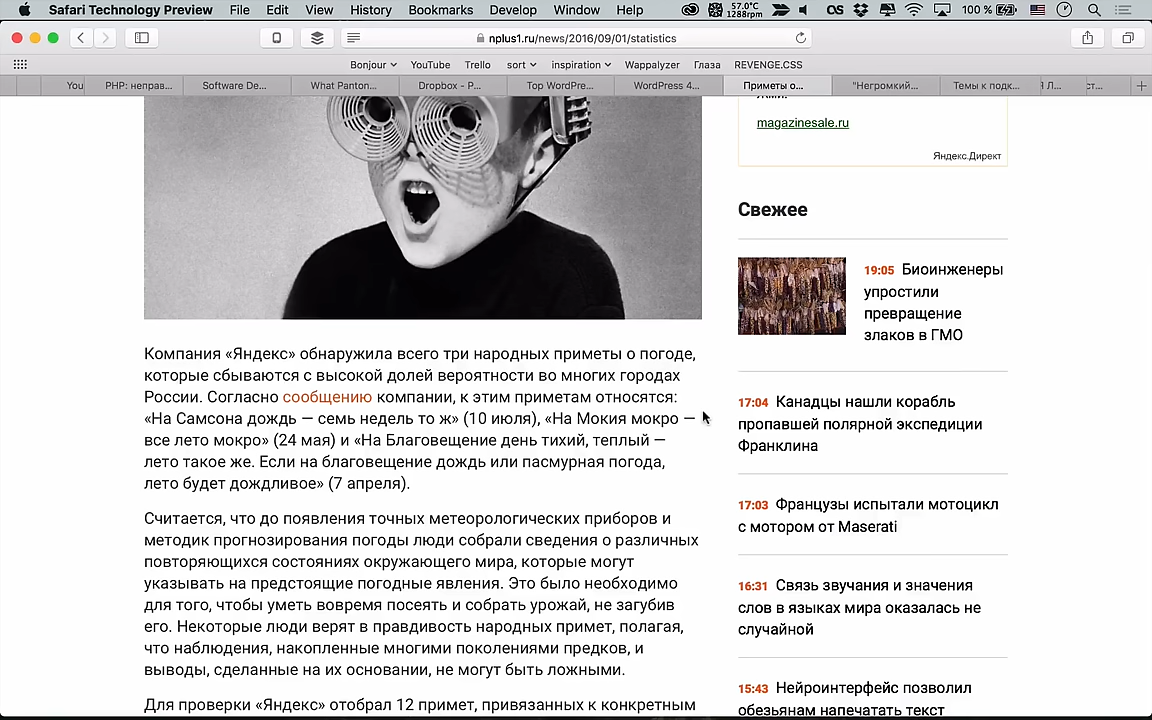 Safari Technology Preview File Edit View History Bookmarks Develop Window Help 57.0°C 1288rpm 100 %
nplus1.ru/news/2016/09/01/statistics
Bonjour YouTube Trello sort inspiration Wappalyzer Глаза REVENGE.CSS
You PHP: неправ... Software De... What Panton... Dropbox - P... Top WordPre... WordPress 4... Приметы о... "Негромкий... Темы к подк... ст...
magazinesale.ru
Яндекс.Директ
Свежее
19:05 Биоинженеры
упростили
превращение
злаков в ГМО
Компания «Яндекс» обнаружила всего три народных приметы о погоде,
которые сбываются с высокой долей вероятности во многих городах
России. Согласно сообщению компании, к этим приметам относятся:
«На Самсона дождь — семь недель то ж» (10 июля), «На Мокия мокро —
все лето мокро» (24 мая) и «На Благовещение день тихий, теплый —
лето такое же. Если на благовещение дождь или пасмурная погода,
лето будет дождливое» (7 апреля).
Считается, что до появления точных метеорологических приборов и
методик прогнозирования погоды люди собрали сведения о различных
повторяющихся состояниях окружающего мира, которые могут
указывать на предстоящие погодные явления. Это было необходимо
для того, чтобы уметь вовремя посеять и собрать урожай, не загубив
его. Некоторые люди верят в правдивость народных примет, полагая,
что наблюдения, накопленные многими поколениями предков, и
выводы, сделанные на их основании, не могут быть ложными.
Для проверки «Яндекс» отобрал 12 примет, привязанных к конкретным
17:04 Канадцы нашли корабль
пропавшей полярной экспедиции
Франклина
17:03 Французы испытали мотоцикл
с мотором от Maserati
16:31 Связь звучания и значения
слов в языках мира оказалась не
случайной
15:43 Нейроинтерфейс позволил
обезьянам напечатать текст